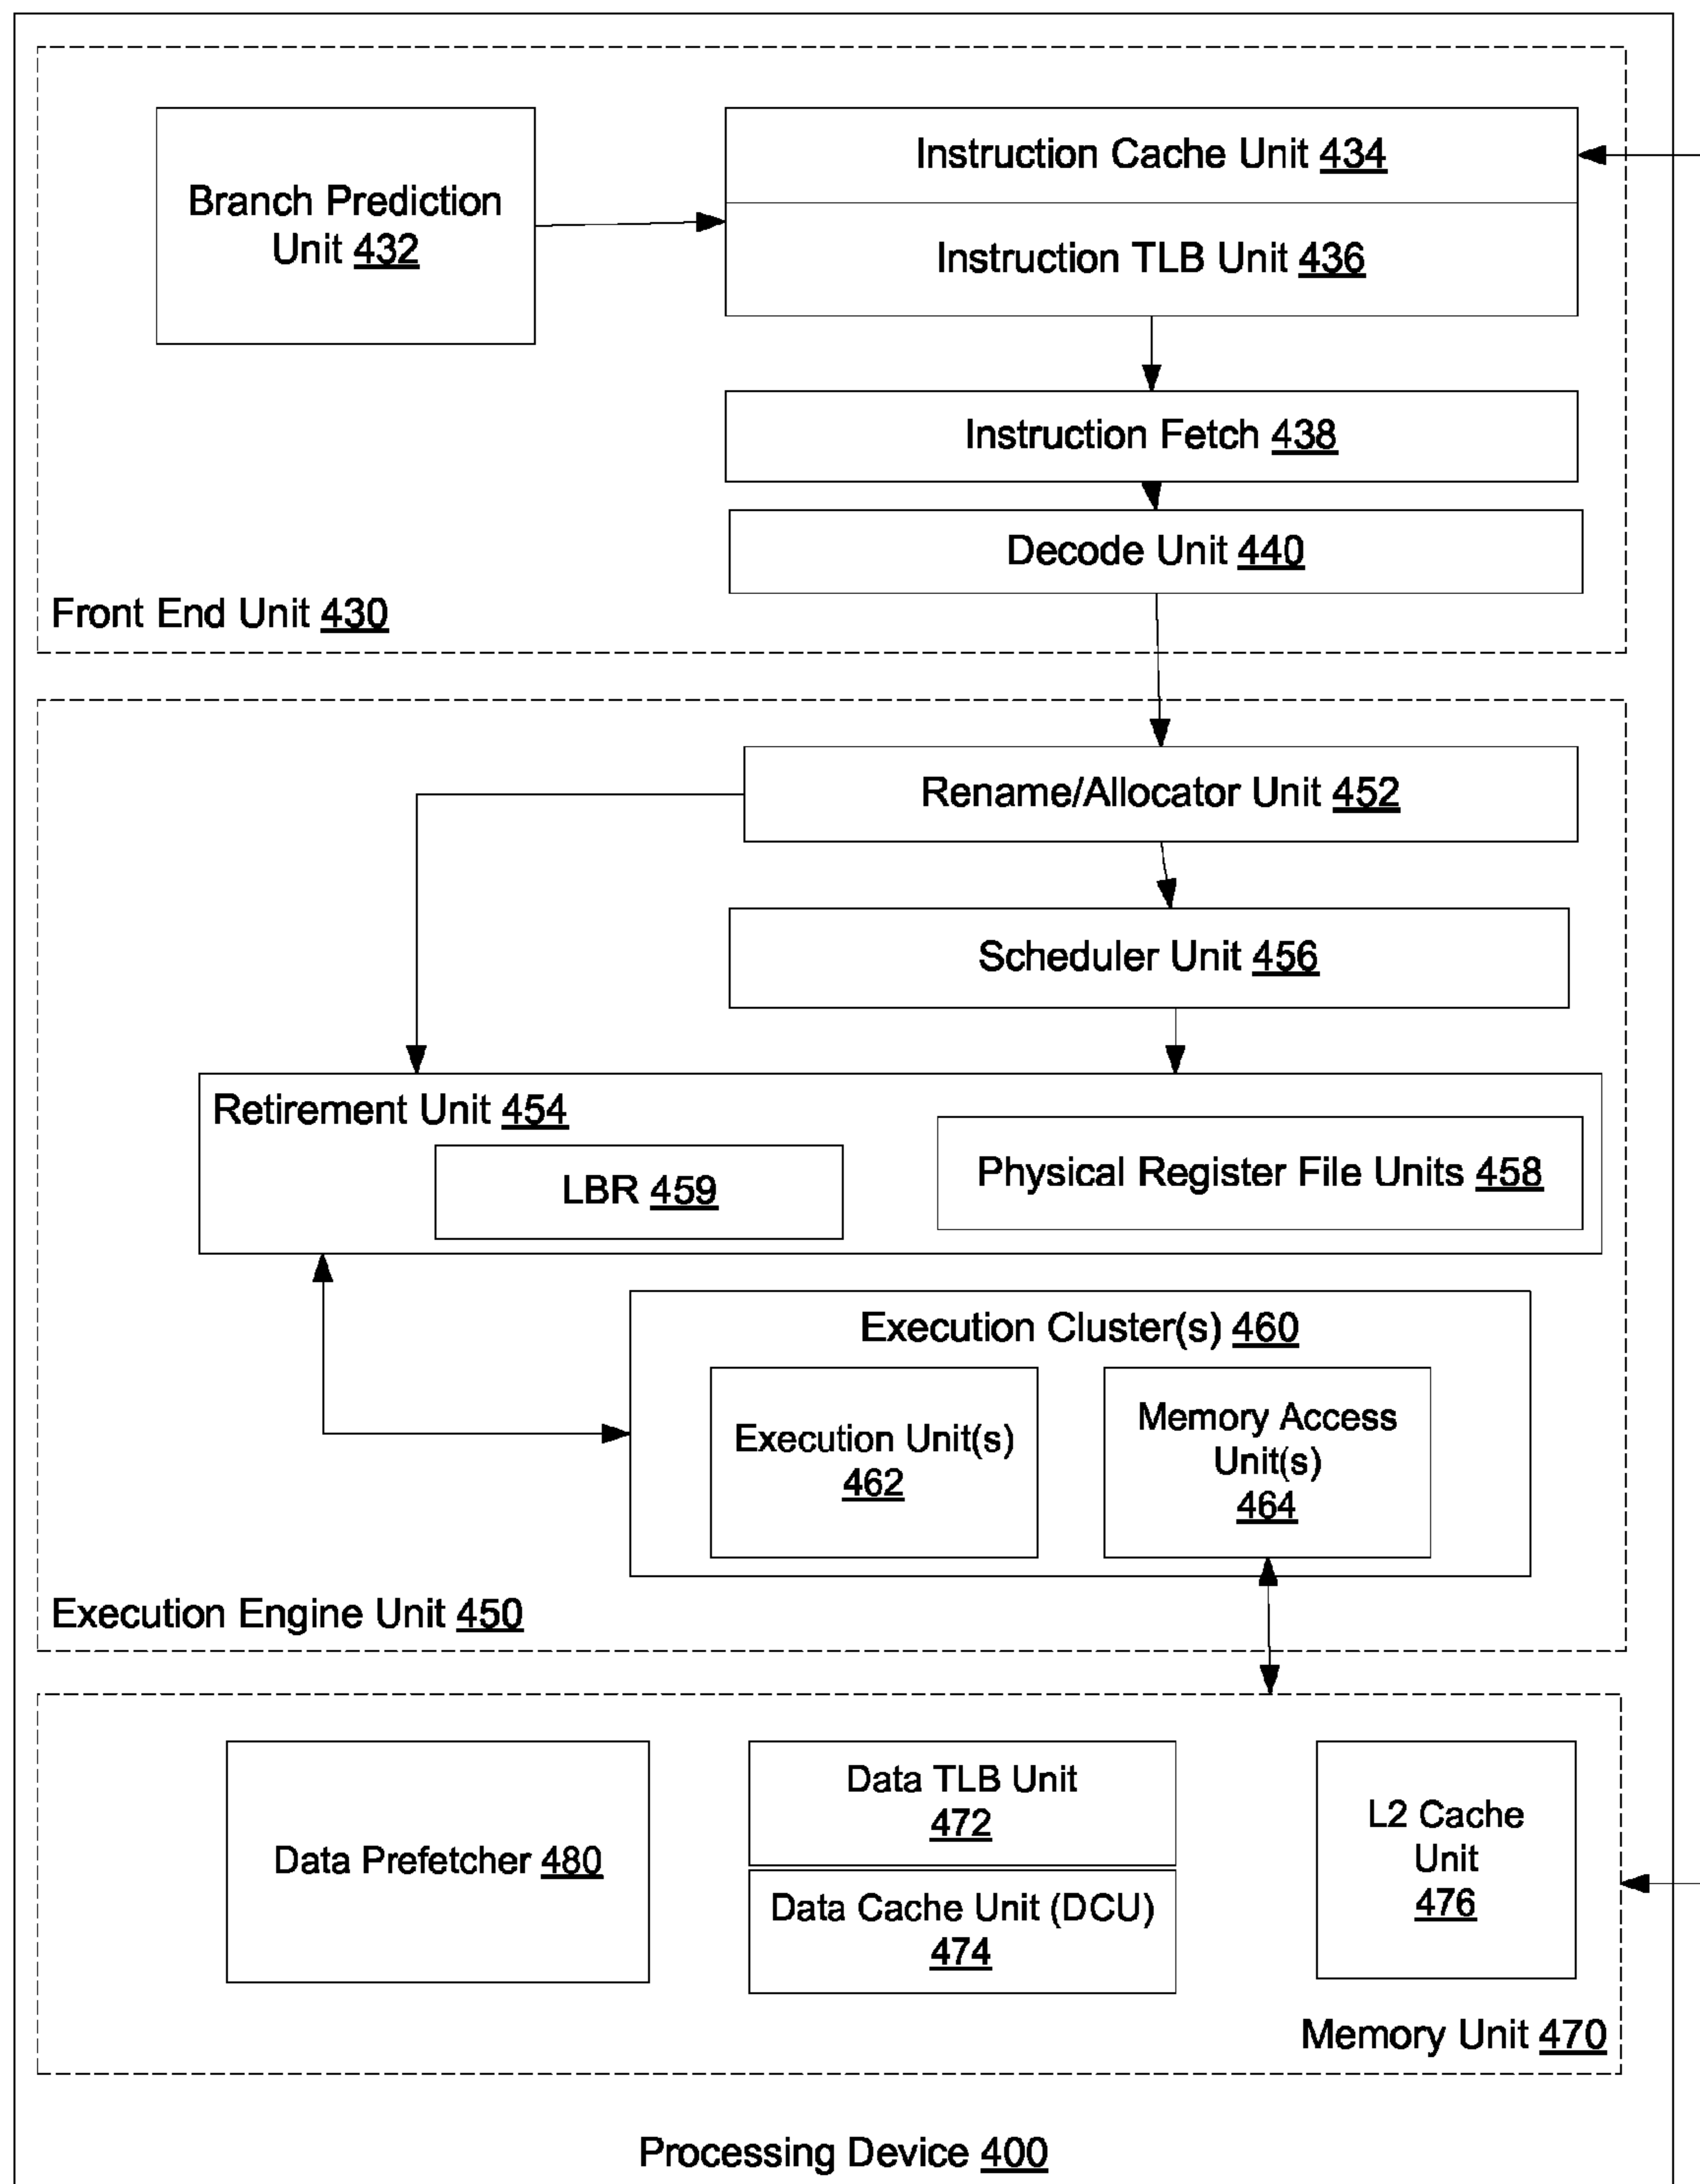 Branch Prediction
Unit 432
Instruction Cache Unit 434
Instruction TLB Unit 436
Instruction Fetch 438
Decode Unit 440
Front End Unit 430
Rename/Allocator Unit 452
Scheduler Unit 456
Retirement Unit 454
LBR 459
Physical Register File Units 458
Execution Cluster(s) 460
Execution Unit(s)
462
Memory Access
Unit(s)
464
Execution Engine Unit 450
Data Prefetcher 480
Data TLB Unit
472
Data Cache Unit (DCU)
474
L2 Cache
Unit
476
Memory Unit 470
Processing Device 400